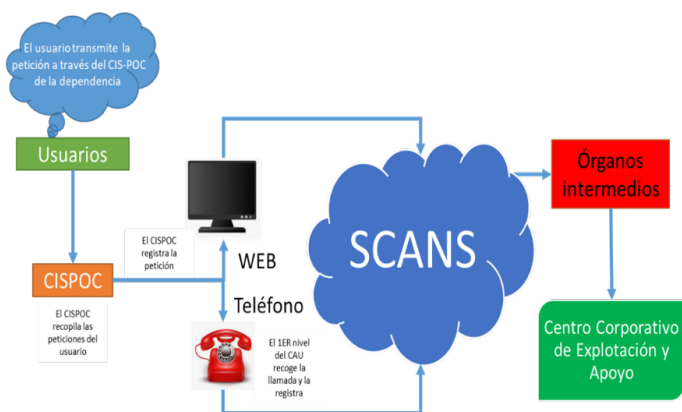 El usuario transmite la
petición a través del CIS-POC
de la dependencia
Usuarios
CISPOC
El CISPOC
recopila las
peticiones del
usuario
El CISPOC
registra la
petición
WEB
Teléfono
El 1ER nivel
del CAU
recoge la
llamada y la
registra
SCANS
Órganos
intermedios
Centro Corporativo
de Explotación y
Apoyo